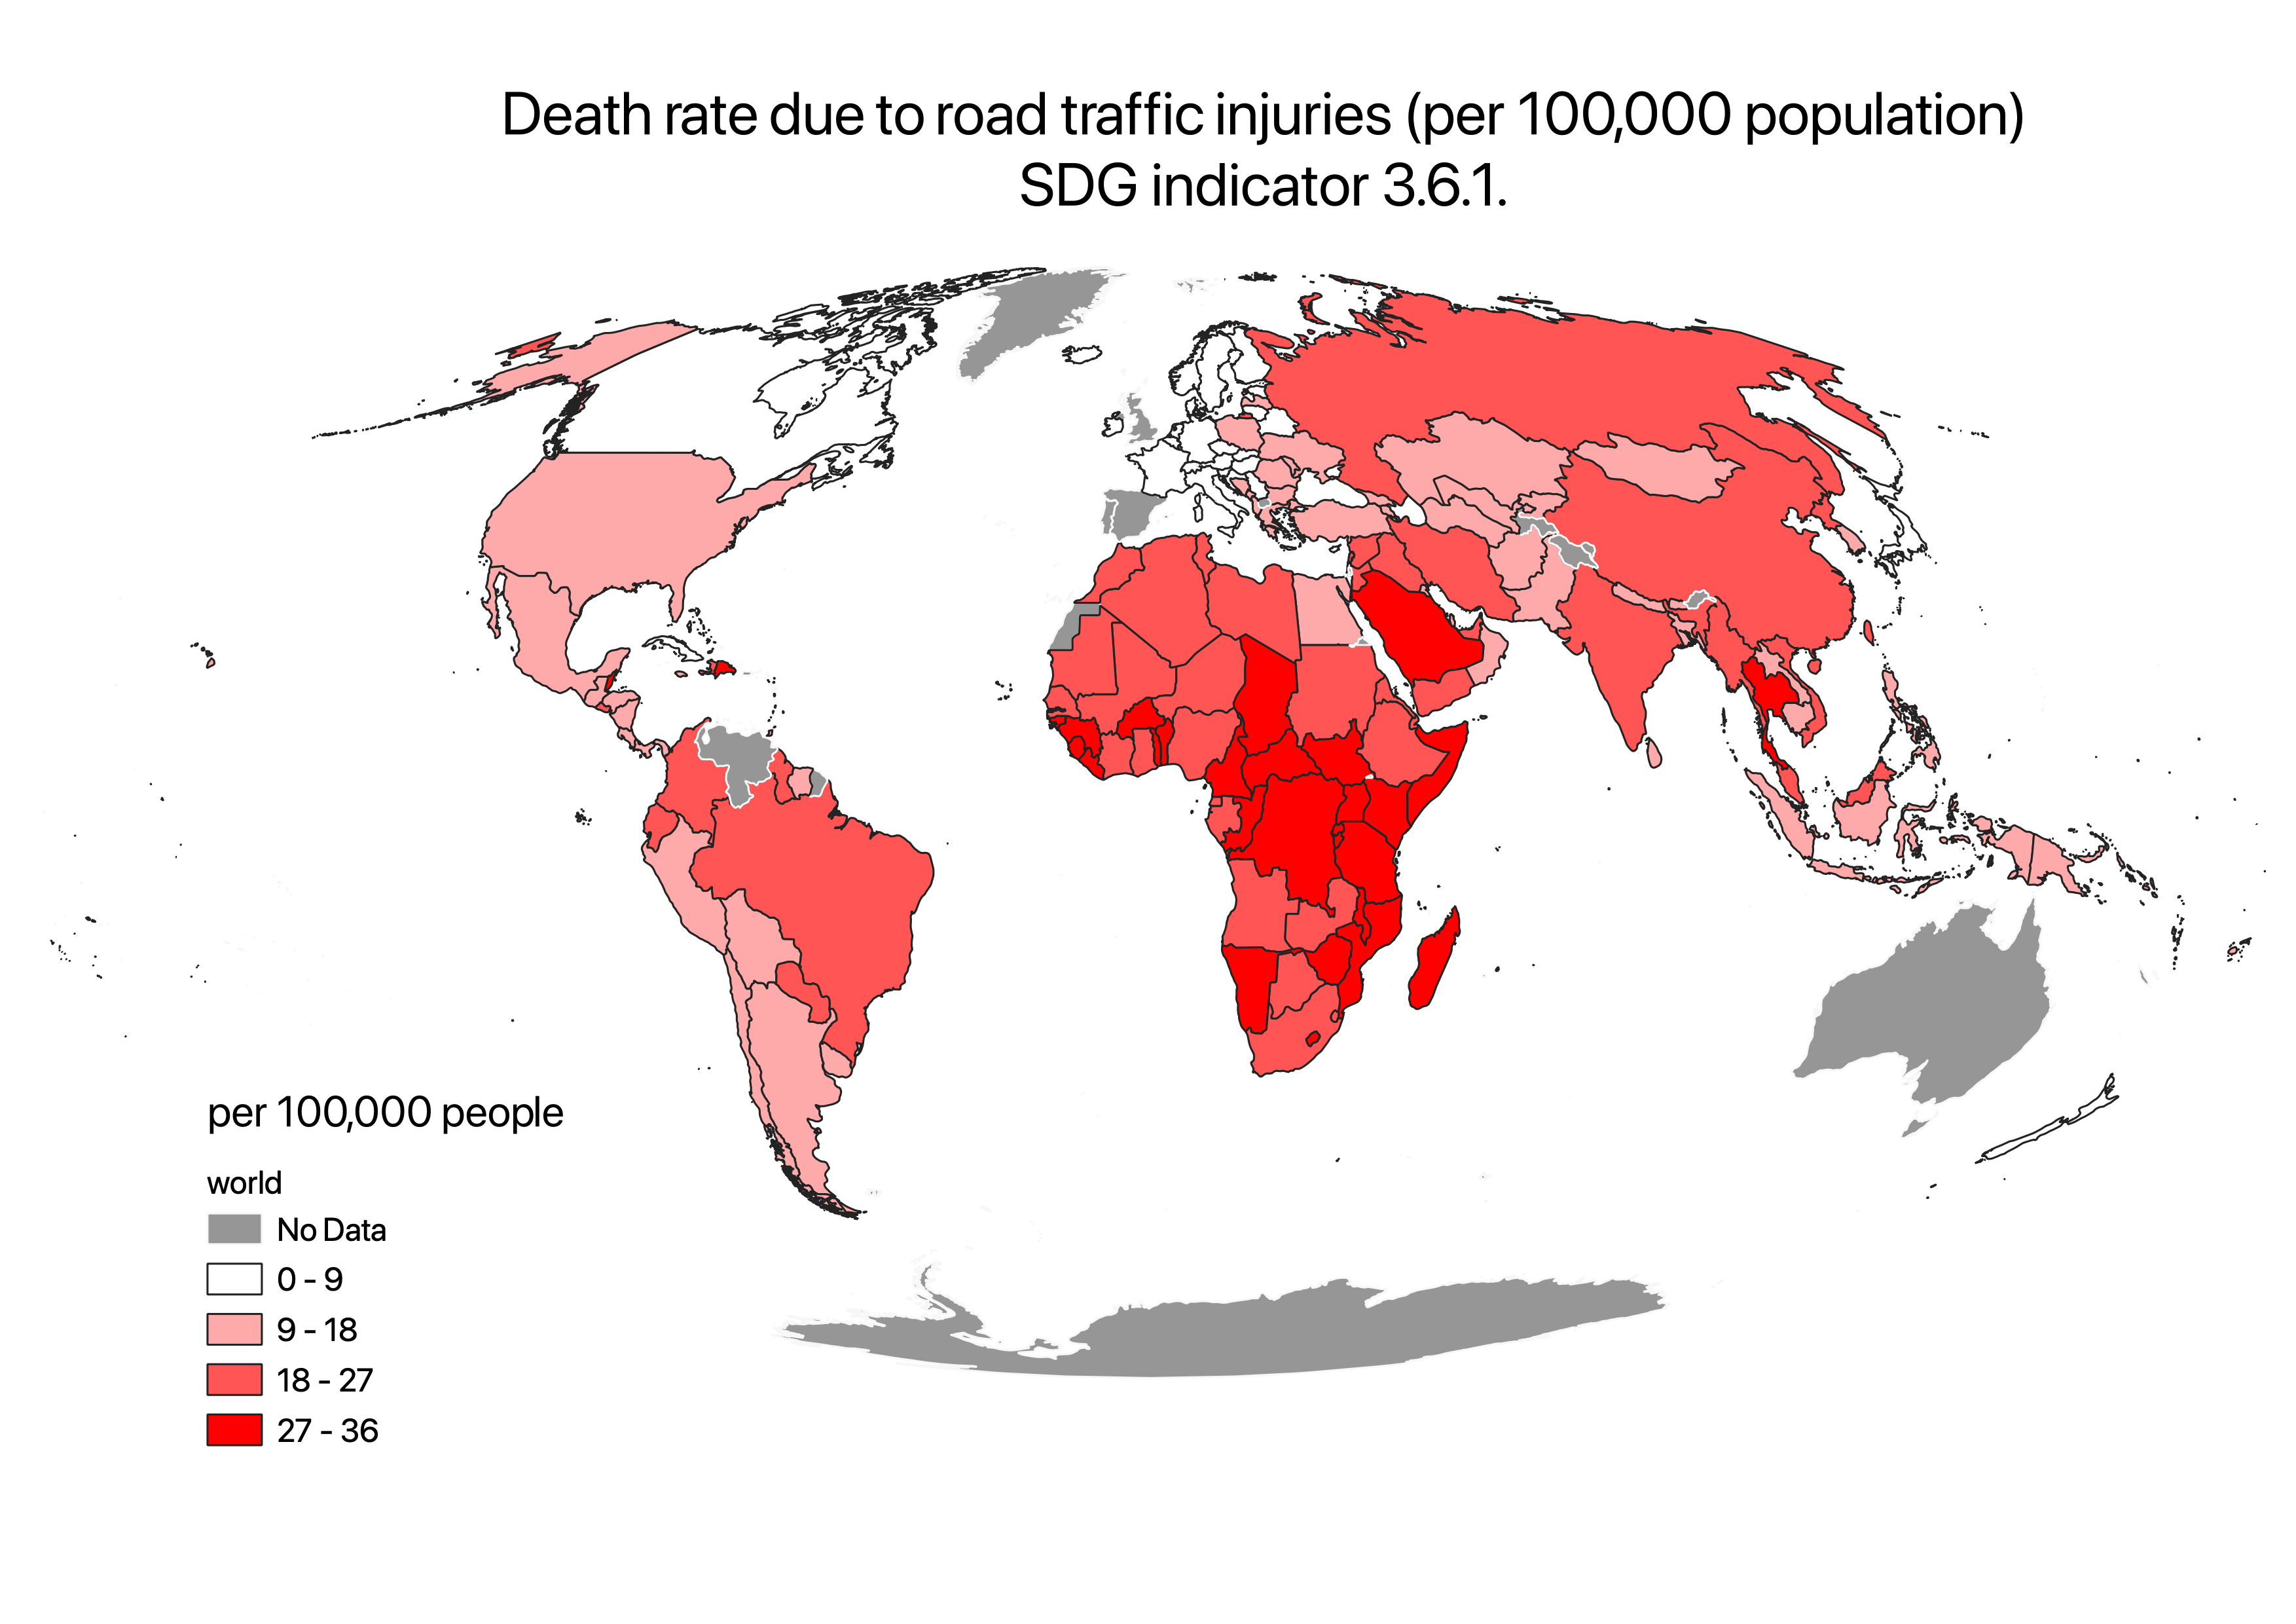 Death rate due to road traffic injuries (per 100,000 population)
SDG indicator 3.6.1.
per 100,000 people
world
No Data
0 - 9
9 - 18
18 - 27
27 - 36